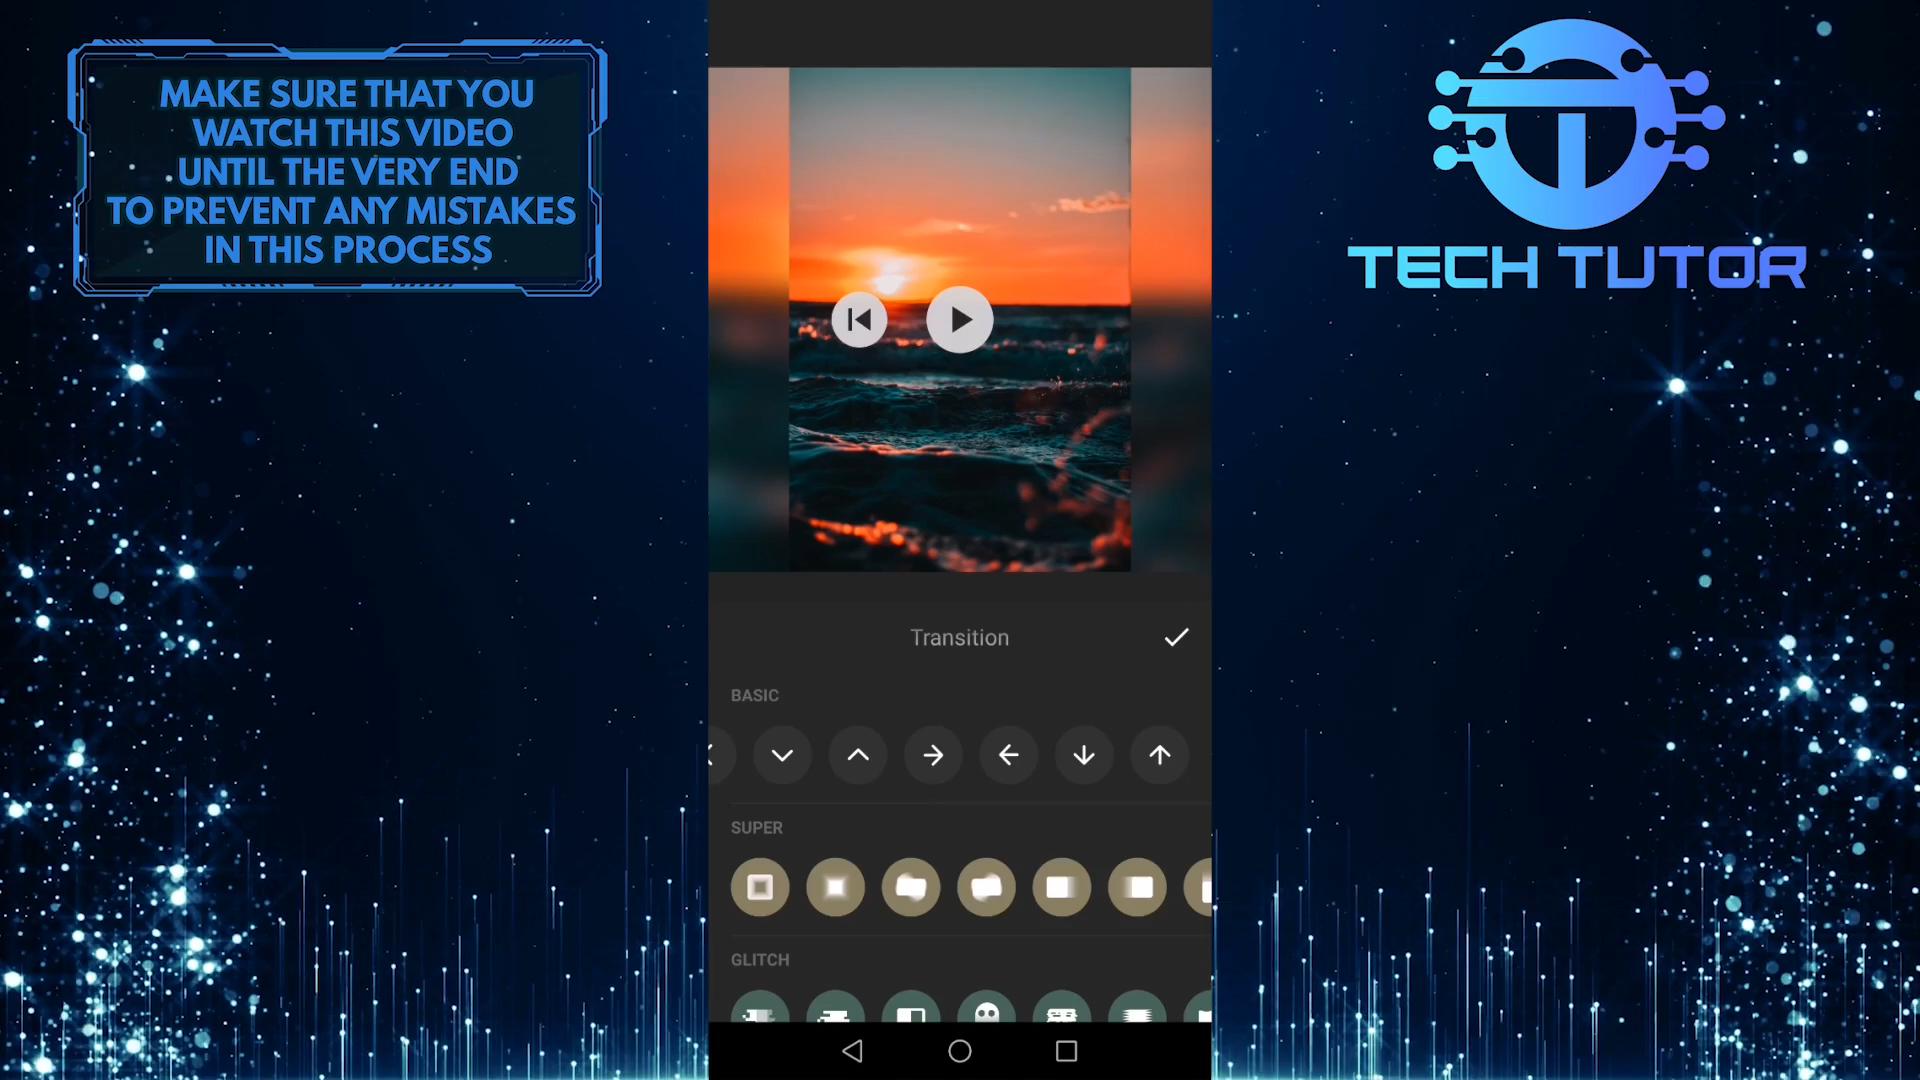 MAKE SURE THAT YOU
WATCH THIS VIDEO
UNTIL THE VERY END
TO PREVENT ANY MISTAKES
IN THIS PROCESS
TECH TUTOR
Transition
BASIC
SUPER
GLITCH